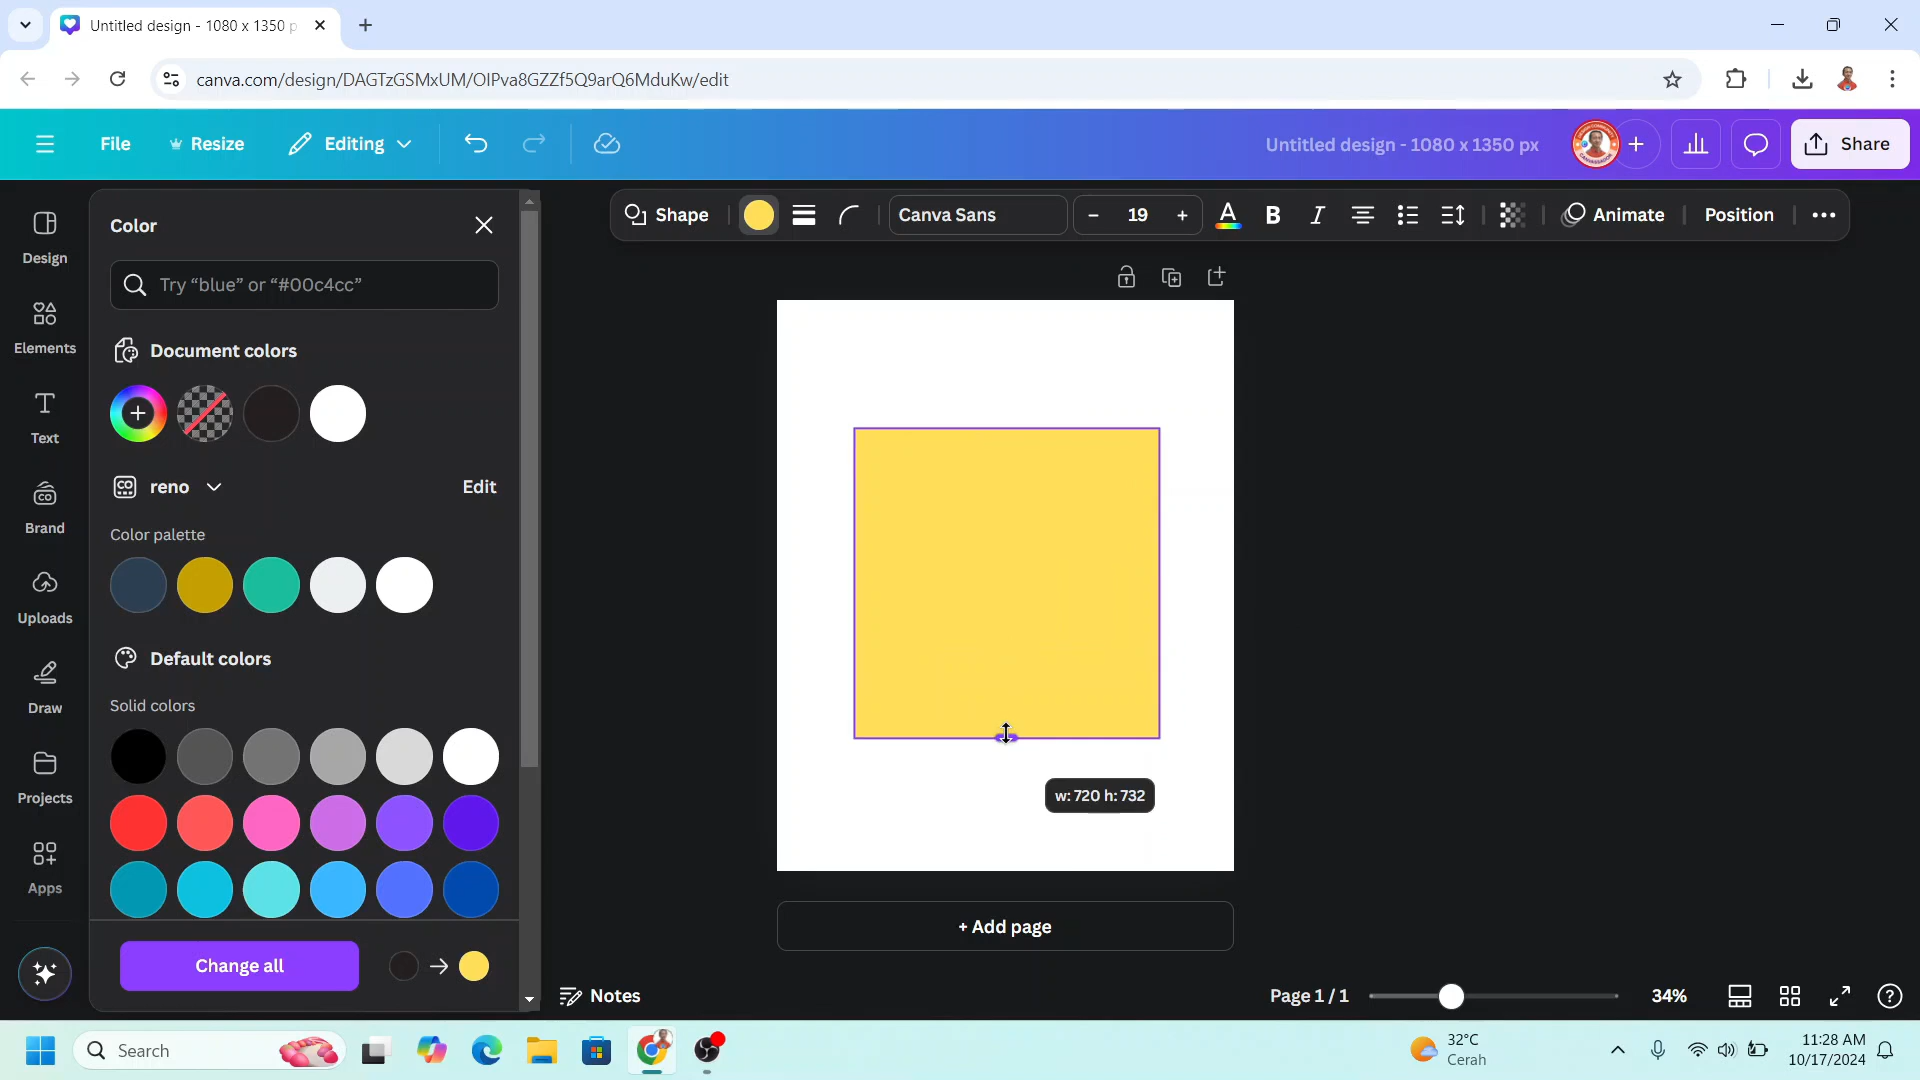 Untitled design - 1080 x 1350 p
canva.com/design/DAGTzGSMxUM/OIPva8GZZf5Q9arQ6MduKw/edit
File
Resize
Editing
Untitled design - 1080 x 1350 px
Share
Design
Elements
Text
Brand
Uploads
Draw
Projects
Apps
Color
Try “blue” or “#00c4cc”
Document colors
reno
Edit
Color palette
Default colors
Solid colors
Change all
Shape
Canva Sans
- 19 +
A
B
I
Animate
Position
w: 720 h: 732
+ Add page
Notes
Page 1 / 1
34%
Search
32°C
Cerah
11:28 AM
10/17/2024